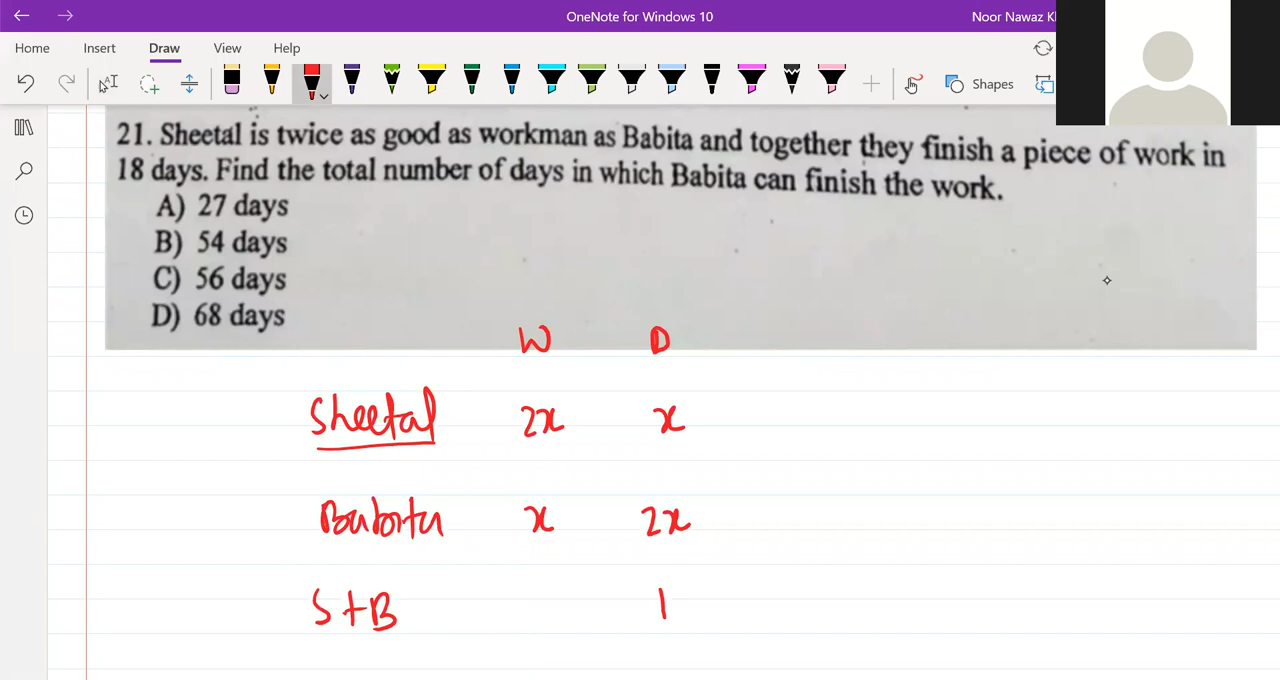 OneNote for Windows 10
Noor Nawaz Kh
Home Insert Draw View Help
Shapes
21. Sheetal is twice as good as workman as Babita and together they finish a piece of work in
18 days. Find the total number of days in which Babita can finish the work.
A) 27 days
B) 54 days
C) 56 days
D) 68 days
W D
Sheetal 2x x
Babita x 2x
S+B 1